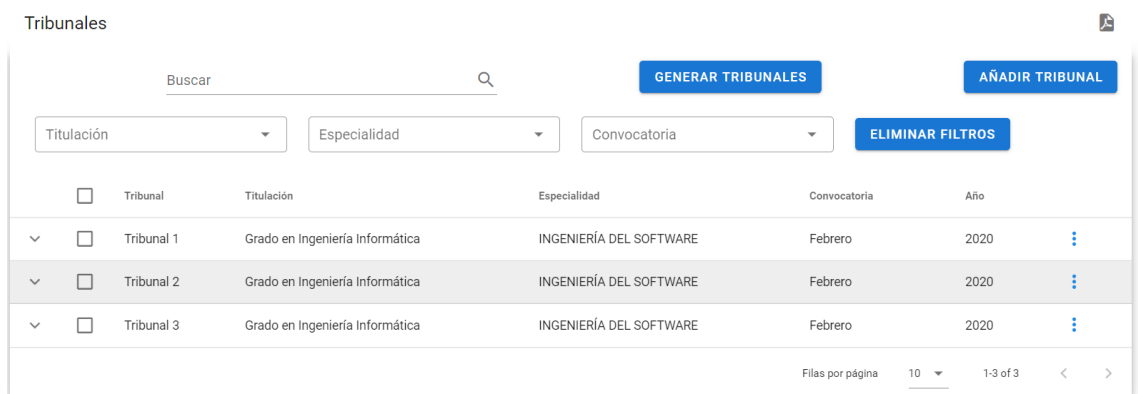 Tribunales
Buscar GENERAR TRIBUNALES AÑADIR TRIBUNAL
Titulación Especialidad Convocatoria ELIMINAR FILTROS
Tribunal Titulación Especialidad Convocatoria Año
Tribunal 1 Grado en Ingeniería Informática INGENIERÍA DEL SOFTWARE Febrero 2020
Tribunal 2 Grado en Ingeniería Informática INGENIERÍA DEL SOFTWARE Febrero 2020
Tribunal 3 Grado en Ingeniería Informática INGENIERÍA DEL SOFTWARE Febrero 2020
Filas por página 10 1-3 of 3